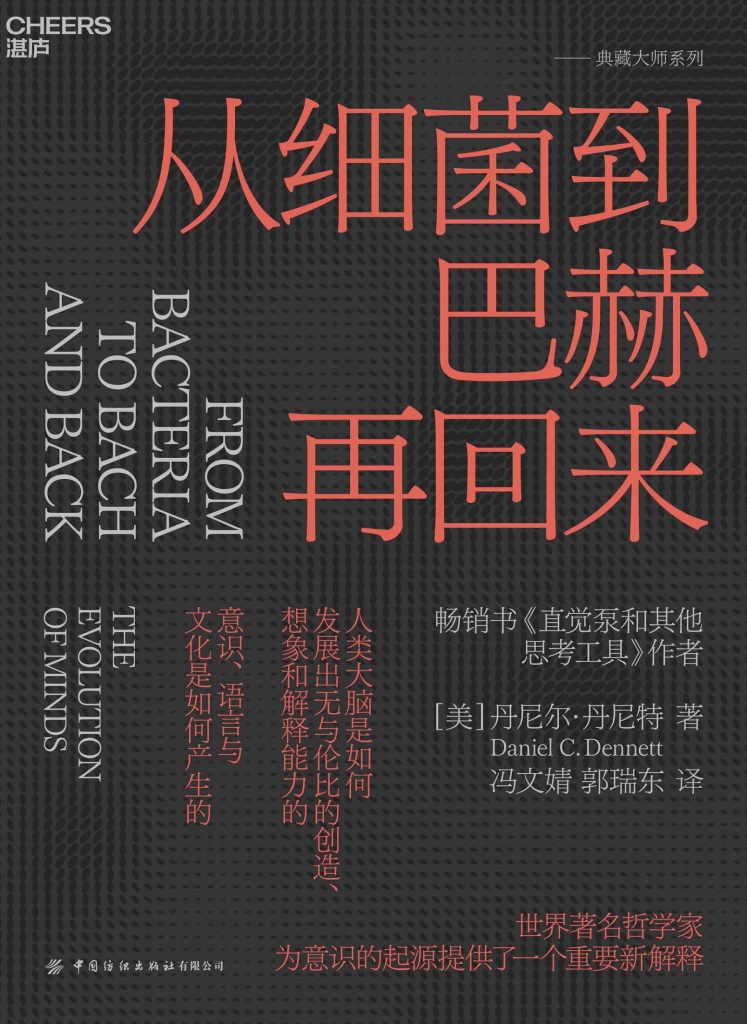 CHEERS
湛庐
—— 典藏大师系列
从细菌到
巴赫
再回来
FROM
BACTERIA
TO BACH
AND BACK
THE
EVOLUTION
OF MINDS
畅销书《直觉泵和其他
思考工具》作者
[美]丹尼尔·丹尼特 著
Daniel C. Dennett
冯文婧 郭瑞东 译
人类大脑是如何
发展出无与伦比的创造、
想象和解释能力的
意识、语言与
文化是如何产生的
世界著名哲学家
为意识的起源提供了一个重要新解释
中国纺织出版社有限公司